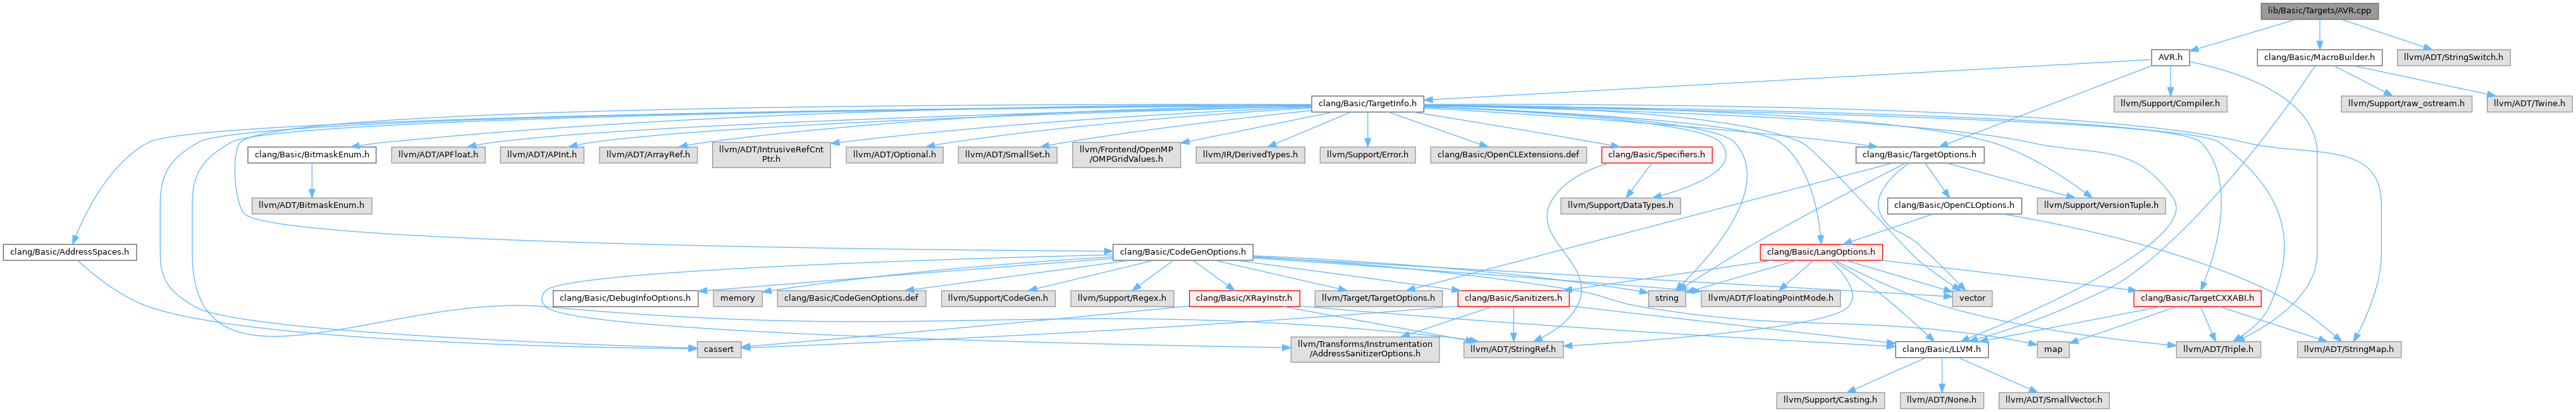 lib/Basic/Targets/AVR.cpp
AVR.h
clang/Basic/MacroBuilder.h
llvm/ADT/StringSwitch.h
clang/Basic/TargetInfo.h
llvm/Support/Compiler.h
llvm/Support/raw_ostream.h
llvm/ADT/Twine.h
clang/Basic/BitmaskEnum.h
llvm/ADT/APFloat.h
llvm/ADT/APInt.h
llvm/ADT/ArrayRef.h
llvm/ADT/IntrusiveRefCnt
Ptr.h
llvm/ADT/Optional.h
llvm/ADT/SmallSet.h
llvm/Frontend/OpenMP
/OMPGridValues.h
llvm/IR/DerivedTypes.h
llvm/Support/Error.h
clang/Basic/OpenCLExtensions.def
clang/Basic/Specifiers.h
clang/Basic/TargetOptions.h
llvm/ADT/BitmaskEnum.h
llvm/Support/DataTypes.h
clang/Basic/OpenCLOptions.h
llvm/Support/VersionTuple.h
clang/Basic/AddressSpaces.h
clang/Basic/CodeGenOptions.h
clang/Basic/LangOptions.h
clang/Basic/DebugInfoOptions.h
memory
clang/Basic/CodeGenOptions.def
llvm/Support/CodeGen.h
llvm/Support/Regex.h
clang/Basic/XRayInstr.h
llvm/Target/TargetOptions.h
clang/Basic/Sanitizers.h
string
llvm/ADT/FloatingPointMode.h
vector
clang/Basic/TargetCXXABI.h
cassert
llvm/Transforms/Instrumentation
/AddressSanitizerOptions.h
llvm/ADT/StringRef.h
clang/Basic/LLVM.h
map
llvm/ADT/Triple.h
llvm/ADT/StringMap.h
llvm/Support/Casting.h
llvm/ADT/None.h
llvm/ADT/SmallVector.h